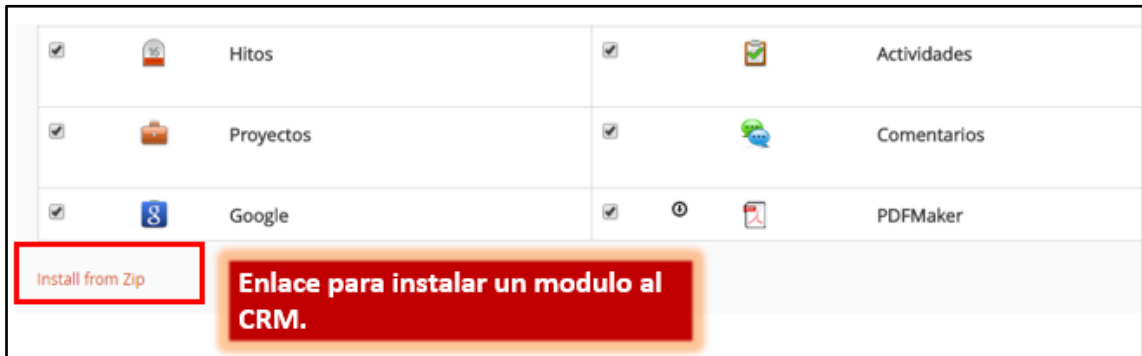 Hitos
Actividades
Proyectos
Comentarios
Google
PDFMaker
Install from Zip
Enlace para instalar un modulo al
CRM.